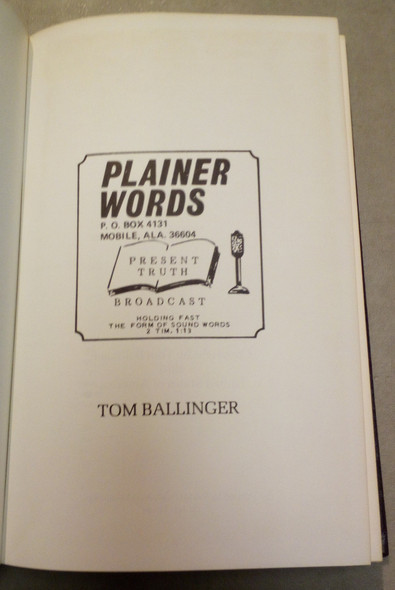 PLAINER
WORDS
P. O. BOX 4131
MOBILE, ALA. 36604
PRESENT
TRUTH
BROADCAST
HOLDING FAST
THE FORM OF SOUND WORDS
2 TIM. 1:13
TOM BALLINGER